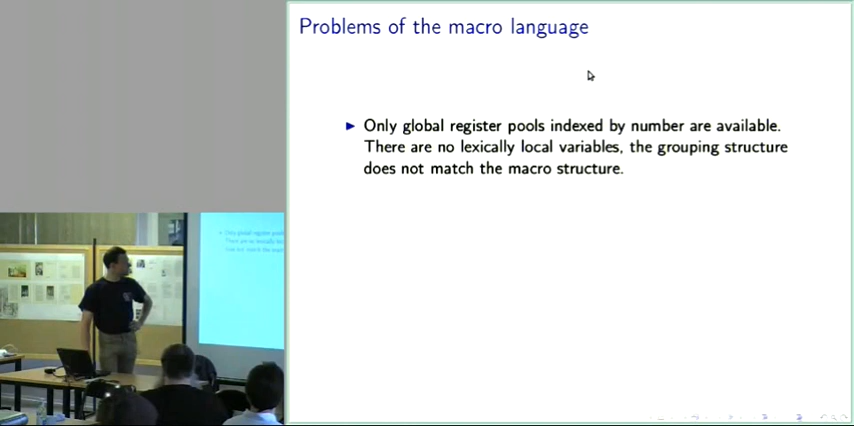 Problems of the macro language
► Only global register pools indexed by number are available.
There are no lexically local variables, the grouping structure
does not match the macro structure.